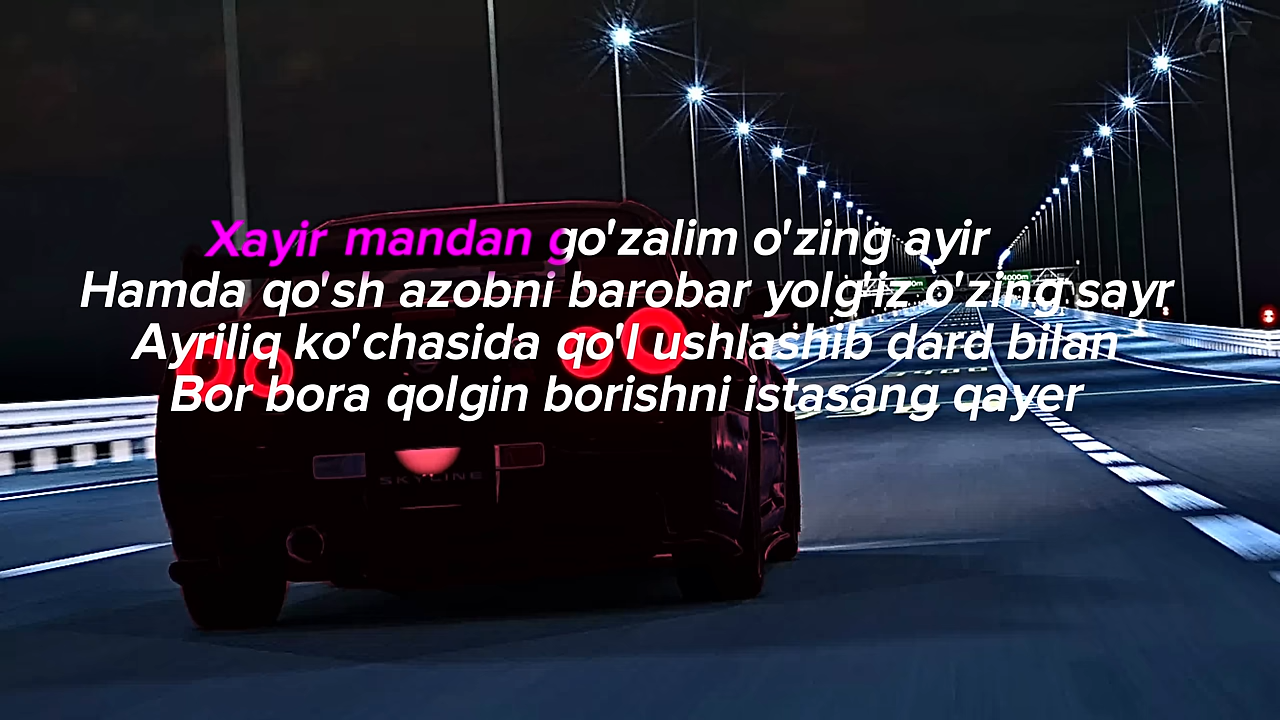 Xayir mandan go'zalim o'zing ayir
Hamda qo'sh azobni barobar yolg'iz o'zing sayr
Ayriliq ko'chasida qo'l ushlashib dard bilan
Bor bora qolgin borishni istasang qayer
SKYLINE